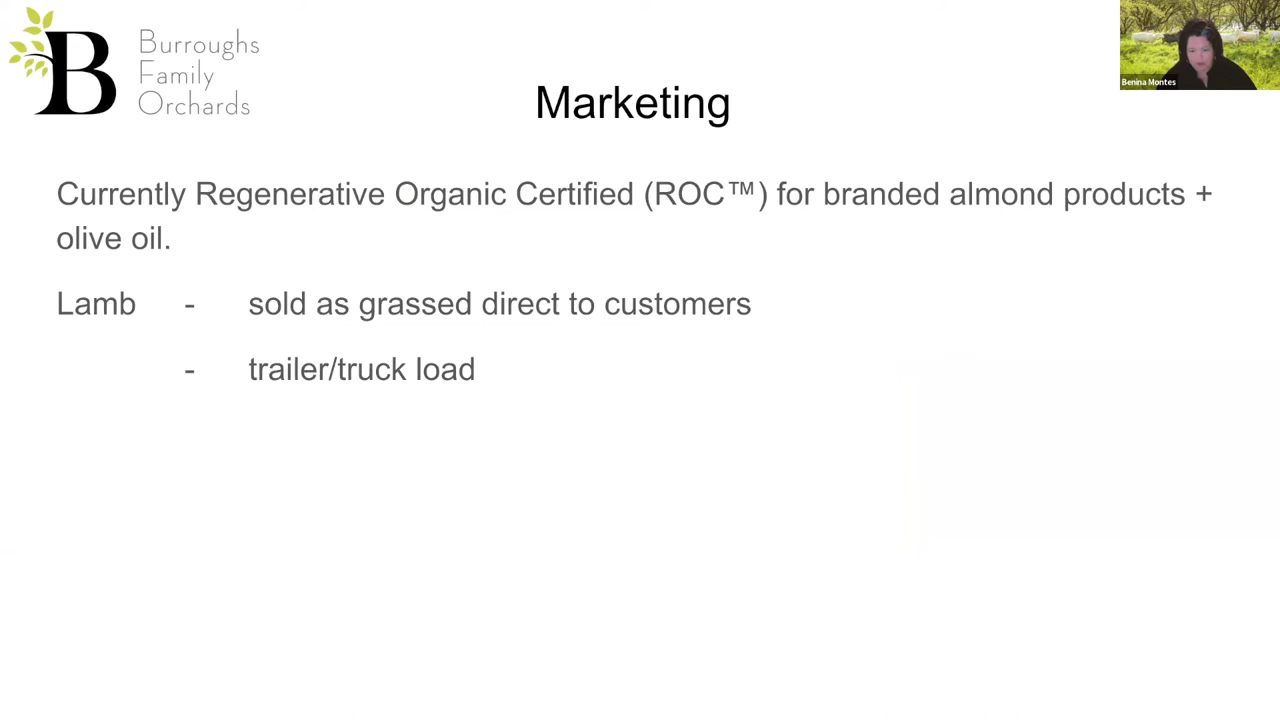 Burroughs
Family
Orchards
B
Benina Montes
Marketing
Currently Regenerative Organic Certified (ROC™) for branded almond products +
olive oil.
Lamb - sold as grassed direct to customers
- trailer/truck load